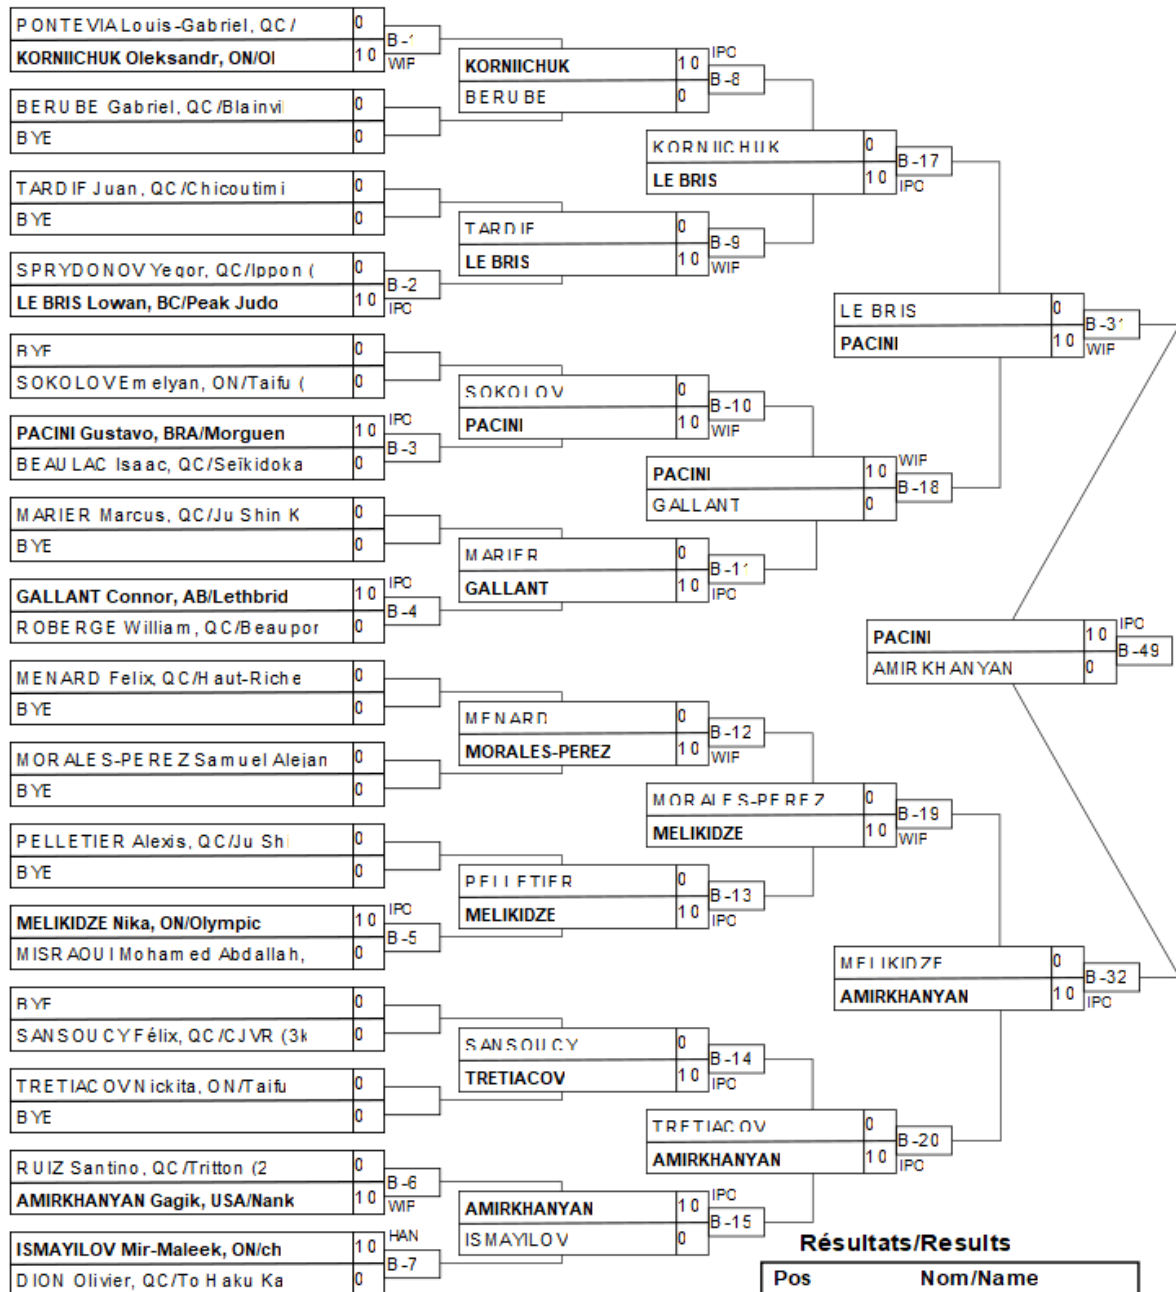 PONTEVIA Louis-Gabriel, QC/ 0
KORNIICHUK Oleksandr, ON/Ol 10
B-1
WIF
BERUBE Gabriel, QC/Blainvi 0
BYE 0
TARDIF Juan, QC/Chicoutimi 0
BYE 0
SPRYDONOV Yegor, QC/Ippon ( 0
LE BRIS Lowan, BC/Peak Judo 10
B-2
IPC
BYE 0
SOKOLOV Emelyan, ON/Taifu ( 0
PACINI Gustavo, BRA/Morguen 10
BEAULAC Isaac, QC/Seïkidoka 0
IPC
B-3
MARIER Marcus, QC/Ju Shin K 0
BYE 0
GALLANT Connor, AB/Lethbrid 10
ROBERGE William, QC/Beaupor 0
IPC
B-4
MENARD Felix, QC/Haut-Riche 0
BYE 0
MORALES-PEREZ Samuel Alejan 0
BYE 0
PELLETIER Alexis, QC/Ju Shi 0
BYE 0
MELIKIDZE Nika, ON/Olympic 10
MISRAOUI Mohamed Abdallah, 0
IPC
B-5
BYE 0
SANSOUCY Félix, QC/CJVR (3k 0
TRETIACOV Nickita, ON/Taifu 0
BYE 0
RUIZ Santino, QC/Tritton (2 0
AMIRKHANYAN Gagik, USA/Nank 10
B-6
WIF
ISMAYILOV Mir-Maleek, ON/ch 10
DION Olivier, QC/To Haku Ka 0
HAN
B-7
KORNIICHUK 10
BERUBE 0
IPC
B-8
TARDIF 0
LE BRIS 10
B-9
WIF
SOKOLOV 0
PACINI 10
B-10
WIF
MARIER 0
GALLANT 10
B-11
IPC
MENARD 0
MORALES-PEREZ 10
B-12
WIF
PELLETIER 0
MELIKIDZE 10
B-13
IPC
SANSOUCY 0
TRETIACOV 10
B-14
IPC
AMIRKHANYAN 10
ISMAYILOV 0
IPC
B-15
KORNIICHUK 0
LE BRIS 10
B-17
IPC
PACINI 10
GALLANT 0
WIF
B-18
MORALES-PEREZ 0
MELIKIDZE 10
B-19
WIF
TRETIACOV 0
AMIRKHANYAN 10
B-20
IPC
LE BRIS 0
PACINI 10
B-31
WIF
MELIKIDZE 0
AMIRKHANYAN 10
B-32
IPC
PACINI 10
AMIRKHANYAN 0
IPC
B-49
Résultats/Results
Pos Nom/Name